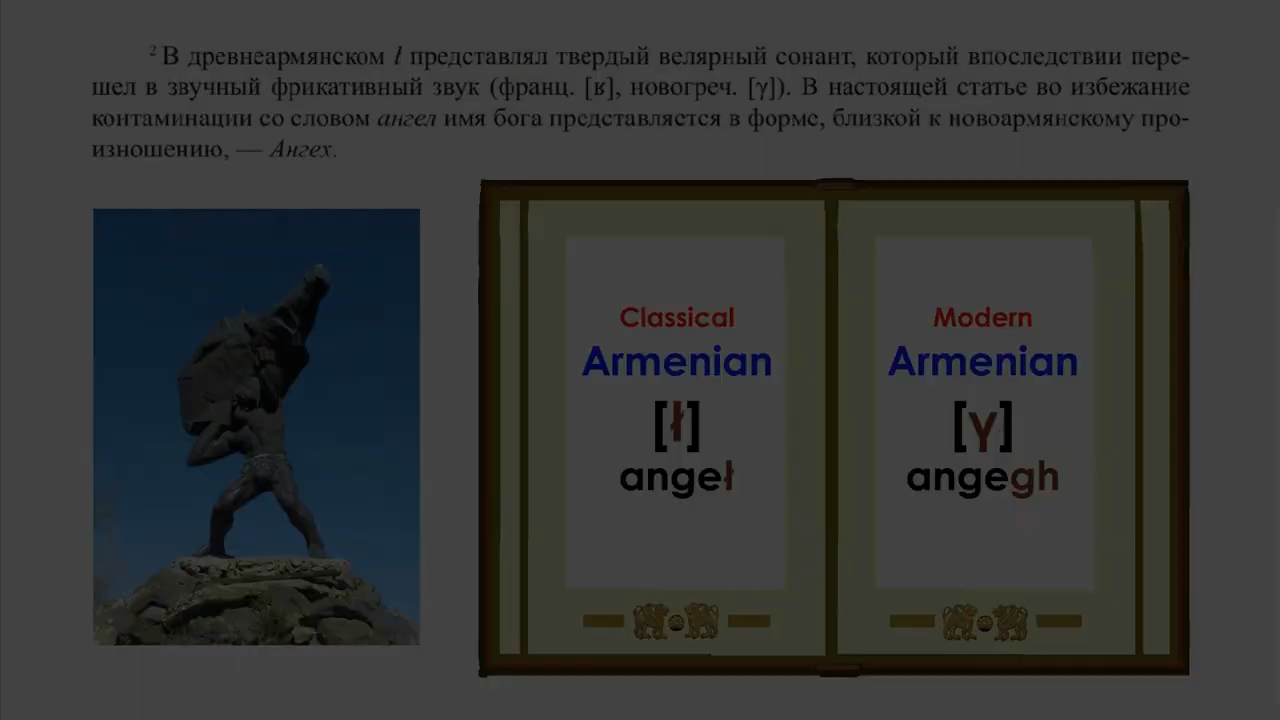 ² В древнеармянском ł представлял твердый велярный сонант, который впоследствии пере-
шел в звучный фрикативный звук (франц. [ʁ], новогреч. [γ]). В настоящей статье во избежание
контаминации со словом ангел имя бога представляется в форме, близкой к новоармянскому про-
изношению, — Ангех.
Classical
Armenian
[ł]
angeł
Modern
Armenian
[γ]
angegh